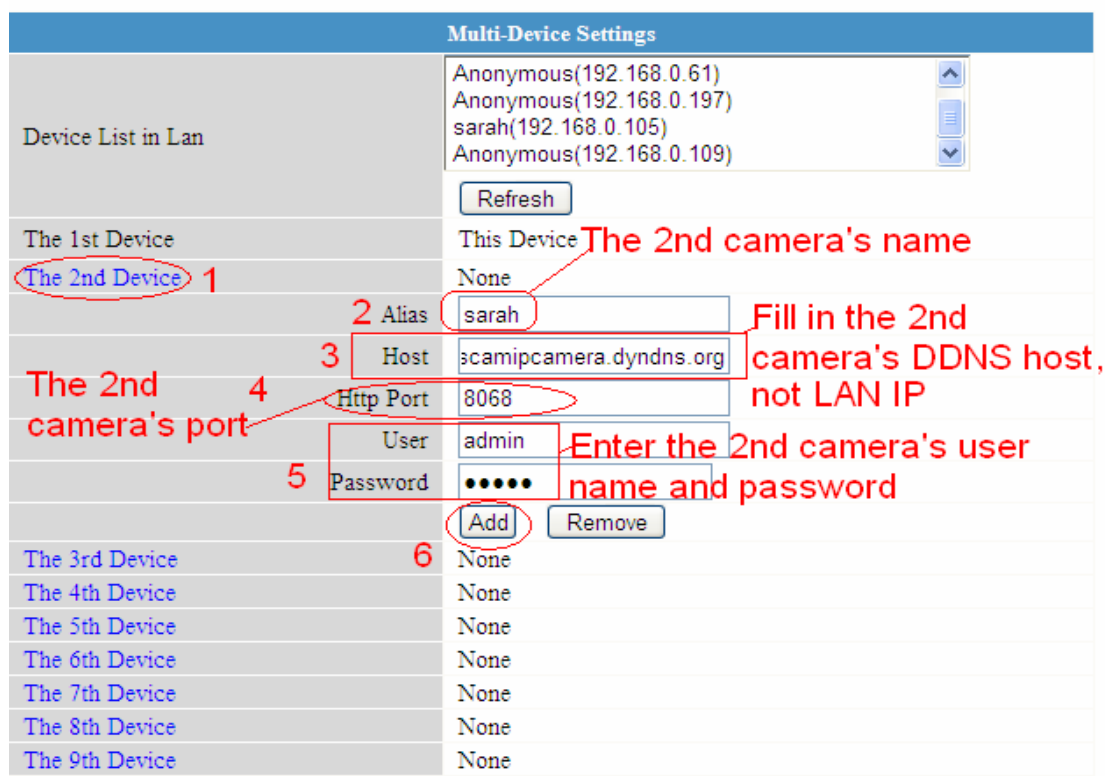 Multi-Device Settings
Device List in Lan
Anonymous(192.168.0.61)
Anonymous(192.168.0.197)
sarah(192.168.0.105)
Anonymous(192.168.0.109)
Refresh
The 1st Device This Device The 2nd camera's name
The 2nd Device 1 None
2 Alias sarah
3 Host scamipcamera.dyndns.org
Fill in the 2nd
camera's DDNS host,
not LAN IP
The 2nd
camera's port
4 Http Port 8068
User admin
5 Password •••••
Enter the 2nd camera's user
name and password
Add Remove
6
The 3rd Device None
The 4th Device None
The 5th Device None
The 6th Device None
The 7th Device None
The 8th Device None
The 9th Device None